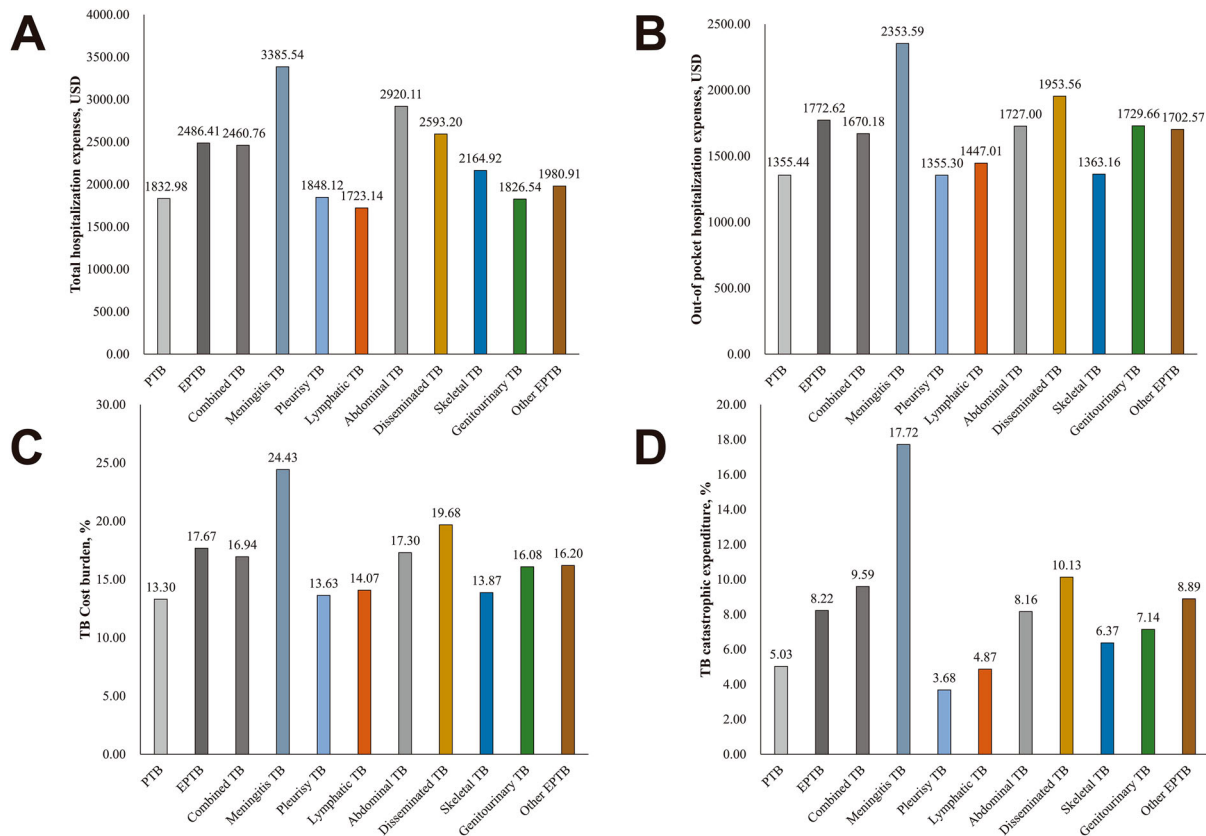 A
Total hospitalization expenses, USD
4000.00
3500.00
3000.00
2500.00
2000.00
1500.00
1000.00
500.00
0.00
1832.98
2486.41
2460.76
3385.54
1848.12
1723.14
2920.11
2593.20
2164.92
1826.54
1980.91
PTB
EPTB
Combined TB
Meningitis TB
Pleurisy TB
Lymphatic TB
Abdominal TB
Disseminated TB
Skeletal TB
Genitourinary TB
Other EPTB
B
Out-of pocket hospitalization expenses, USD
2500.00
2000.00
1500.00
1000.00
500.00
0.00
1355.44
1772.62
1670.18
2353.59
1355.30
1447.01
1727.00
1953.56
1363.16
1729.66
1702.57
PTB
EPTB
Combined TB
Meningitis TB
Pleurisy TB
Lymphatic TB
Abdominal TB
Disseminated TB
Skeletal TB
Genitourinary TB
Other EPTB
C
TB Cost burden, %
30.00
25.00
20.00
15.00
10.00
5.00
0.00
13.30
17.67
16.94
24.43
13.63
14.07
17.30
19.68
13.87
16.08
16.20
PTB
EPTB
Combined TB
Meningitis TB
Pleurisy TB
Lymphatic TB
Abdominal TB
Disseminated TB
Skeletal TB
Genitourinary TB
Other EPTB
D
TB catastrophic expenditure, %
20.00
18.00
16.00
14.00
12.00
10.00
8.00
6.00
4.00
2.00
0.00
5.03
8.22
9.59
17.72
3.68
4.87
8.16
10.13
6.37
7.14
8.89
PTB
EPTB
Combined TB
Meningitis TB
Pleurisy TB
Lymphatic TB
Abdominal TB
Disseminated TB
Skeletal TB
Genitourinary TB
Other EPTB